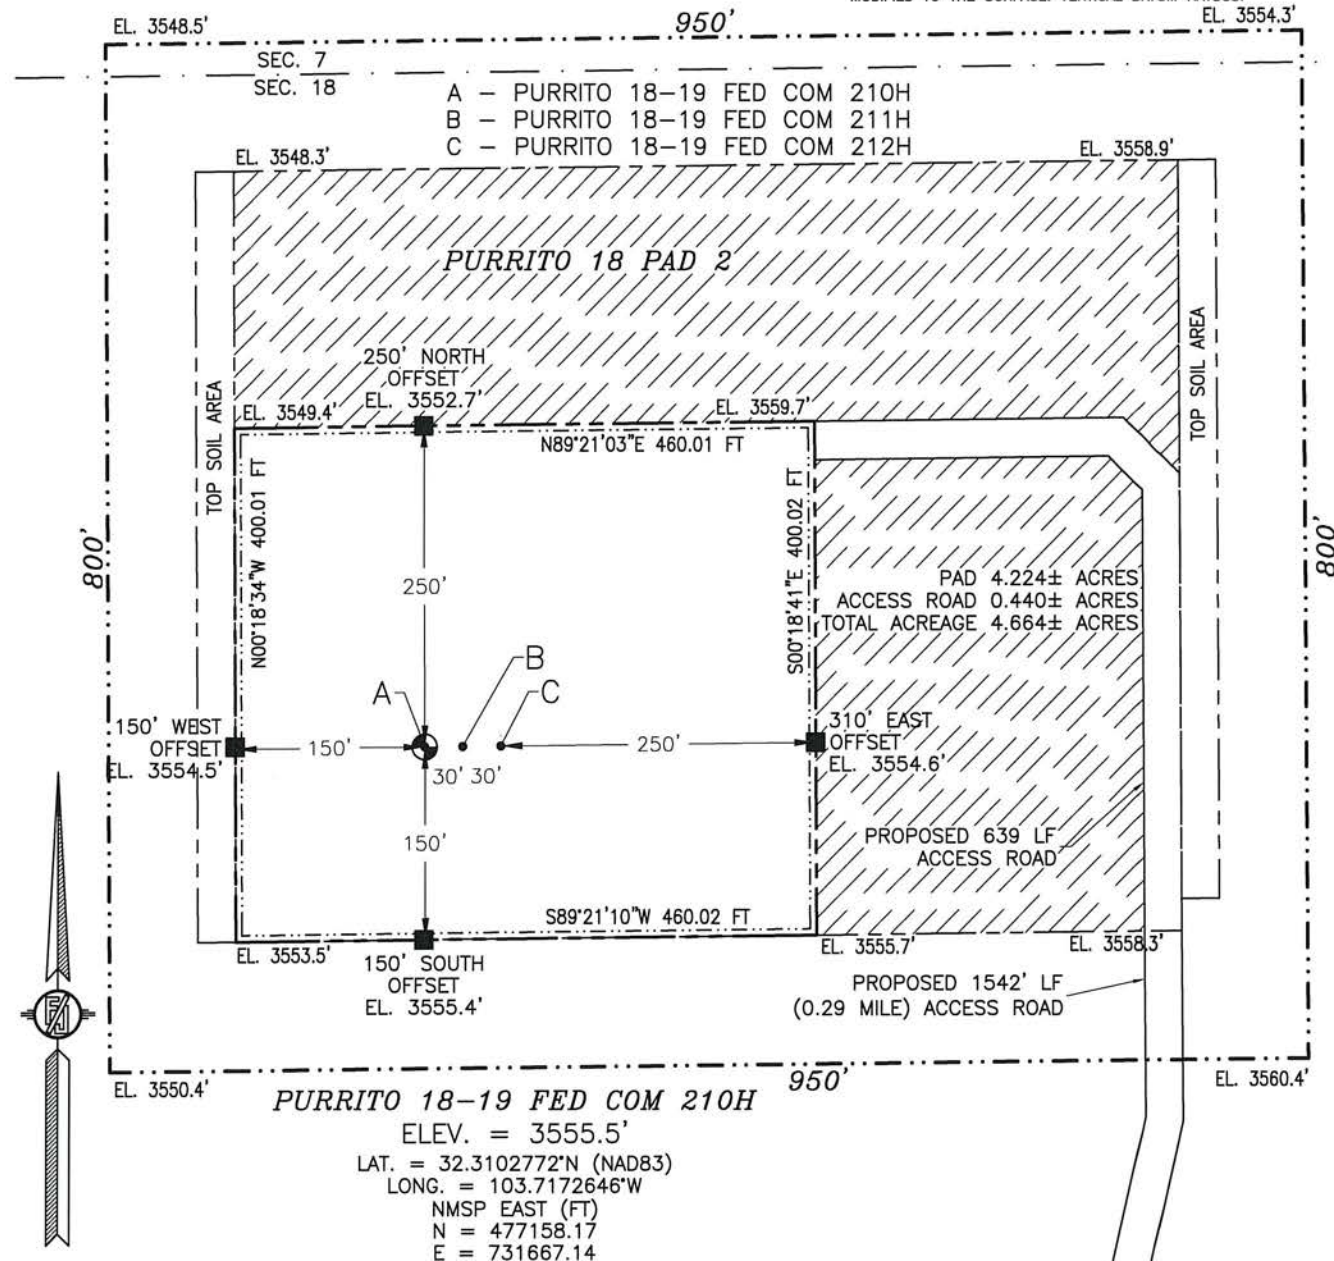 EL. 3548.5'
950'
EL. 3554.3'
SEC. 7
SEC. 18
A – PURRITO 18–19 FED COM 210H
B – PURRITO 18–19 FED COM 211H
C – PURRITO 18–19 FED COM 212H
EL. 3548.3'
EL. 3558.9'
PURRITO 18 PAD 2
TOP SOIL AREA
TOP SOIL AREA
250' NORTH
OFFSET
EL. 3552.7'
EL. 3549.4'
EL. 3559.7'
N89°21'03"E 460.01 FT
N00°18'34"W 400.01 FT
S00°18'41"E 400.02 FT
800'
800'
250'
PAD 4.224± ACRES
ACCESS ROAD 0.440± ACRES
TOTAL ACREAGE 4.664± ACRES
B
A
C
150' WEST
OFFSET
EL. 3554.5'
150'
250'
30' 30'
310' EAST
OFFSET
EL. 3554.6'
150'
PROPOSED 639 LF
ACCESS ROAD
S89°21'10"W 460.02 FT
EL. 3553.5'
EL. 3555.7'
EL. 3558.3'
150' SOUTH
OFFSET
EL. 3555.4'
PROPOSED 1542' LF
(0.29 MILE) ACCESS ROAD
EL. 3550.4'
950'
EL. 3560.4'
PURRITO 18–19 FED COM 210H
ELEV. = 3555.5'
LAT. = 32.3102772°N (NAD83)
LONG. = 103.7172646°W
NMSP EAST (FT)
N = 477158.17
E = 731667.14